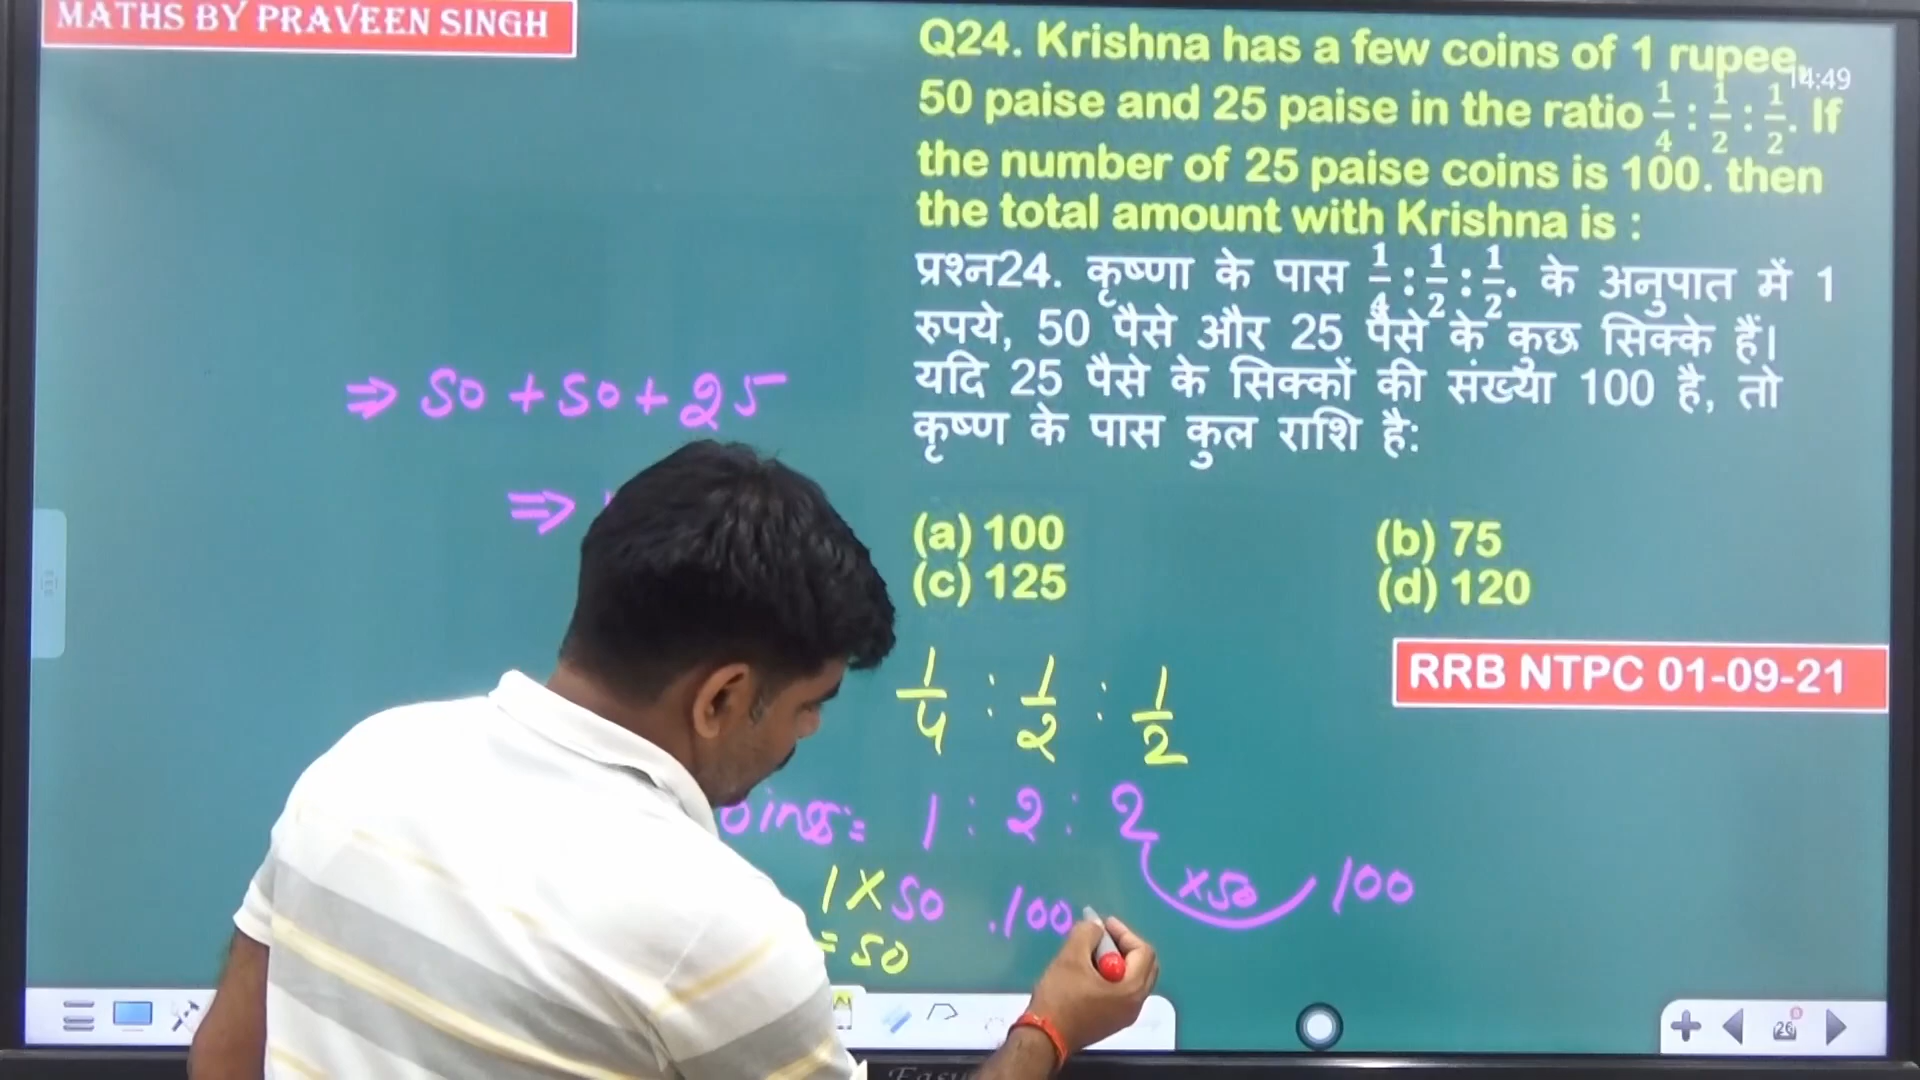 MATHS BY PRAVEEN SINGH
Q24. Krishna has a few coins of 1 rupee,
14:49
50 paise and 25 paise in the ratio 1/4 : 1/2 : 1/2. If
the number of 25 paise coins is 100. then
the total amount with Krishna is :
प्रश्न24. कृष्णा के पास 1/4 : 1/2 : 1/2. के अनुपात में 1
रुपये, 50 पैसे और 25 पैसे के कुछ सिक्के हैं।
यदि 25 पैसे के सिक्कों की संख्या 100 है, तो
कृष्ण के पास कुल राशि है:
⇒ 50 + 50 + 25
⇒
(a) 100 (b) 75
(c) 125 (d) 120
RRB NTPC 01-09-21
1/4 : 1/2 : 1/2
1 : 2 : 2
×50 100
1 × 50 .100
= 50
26